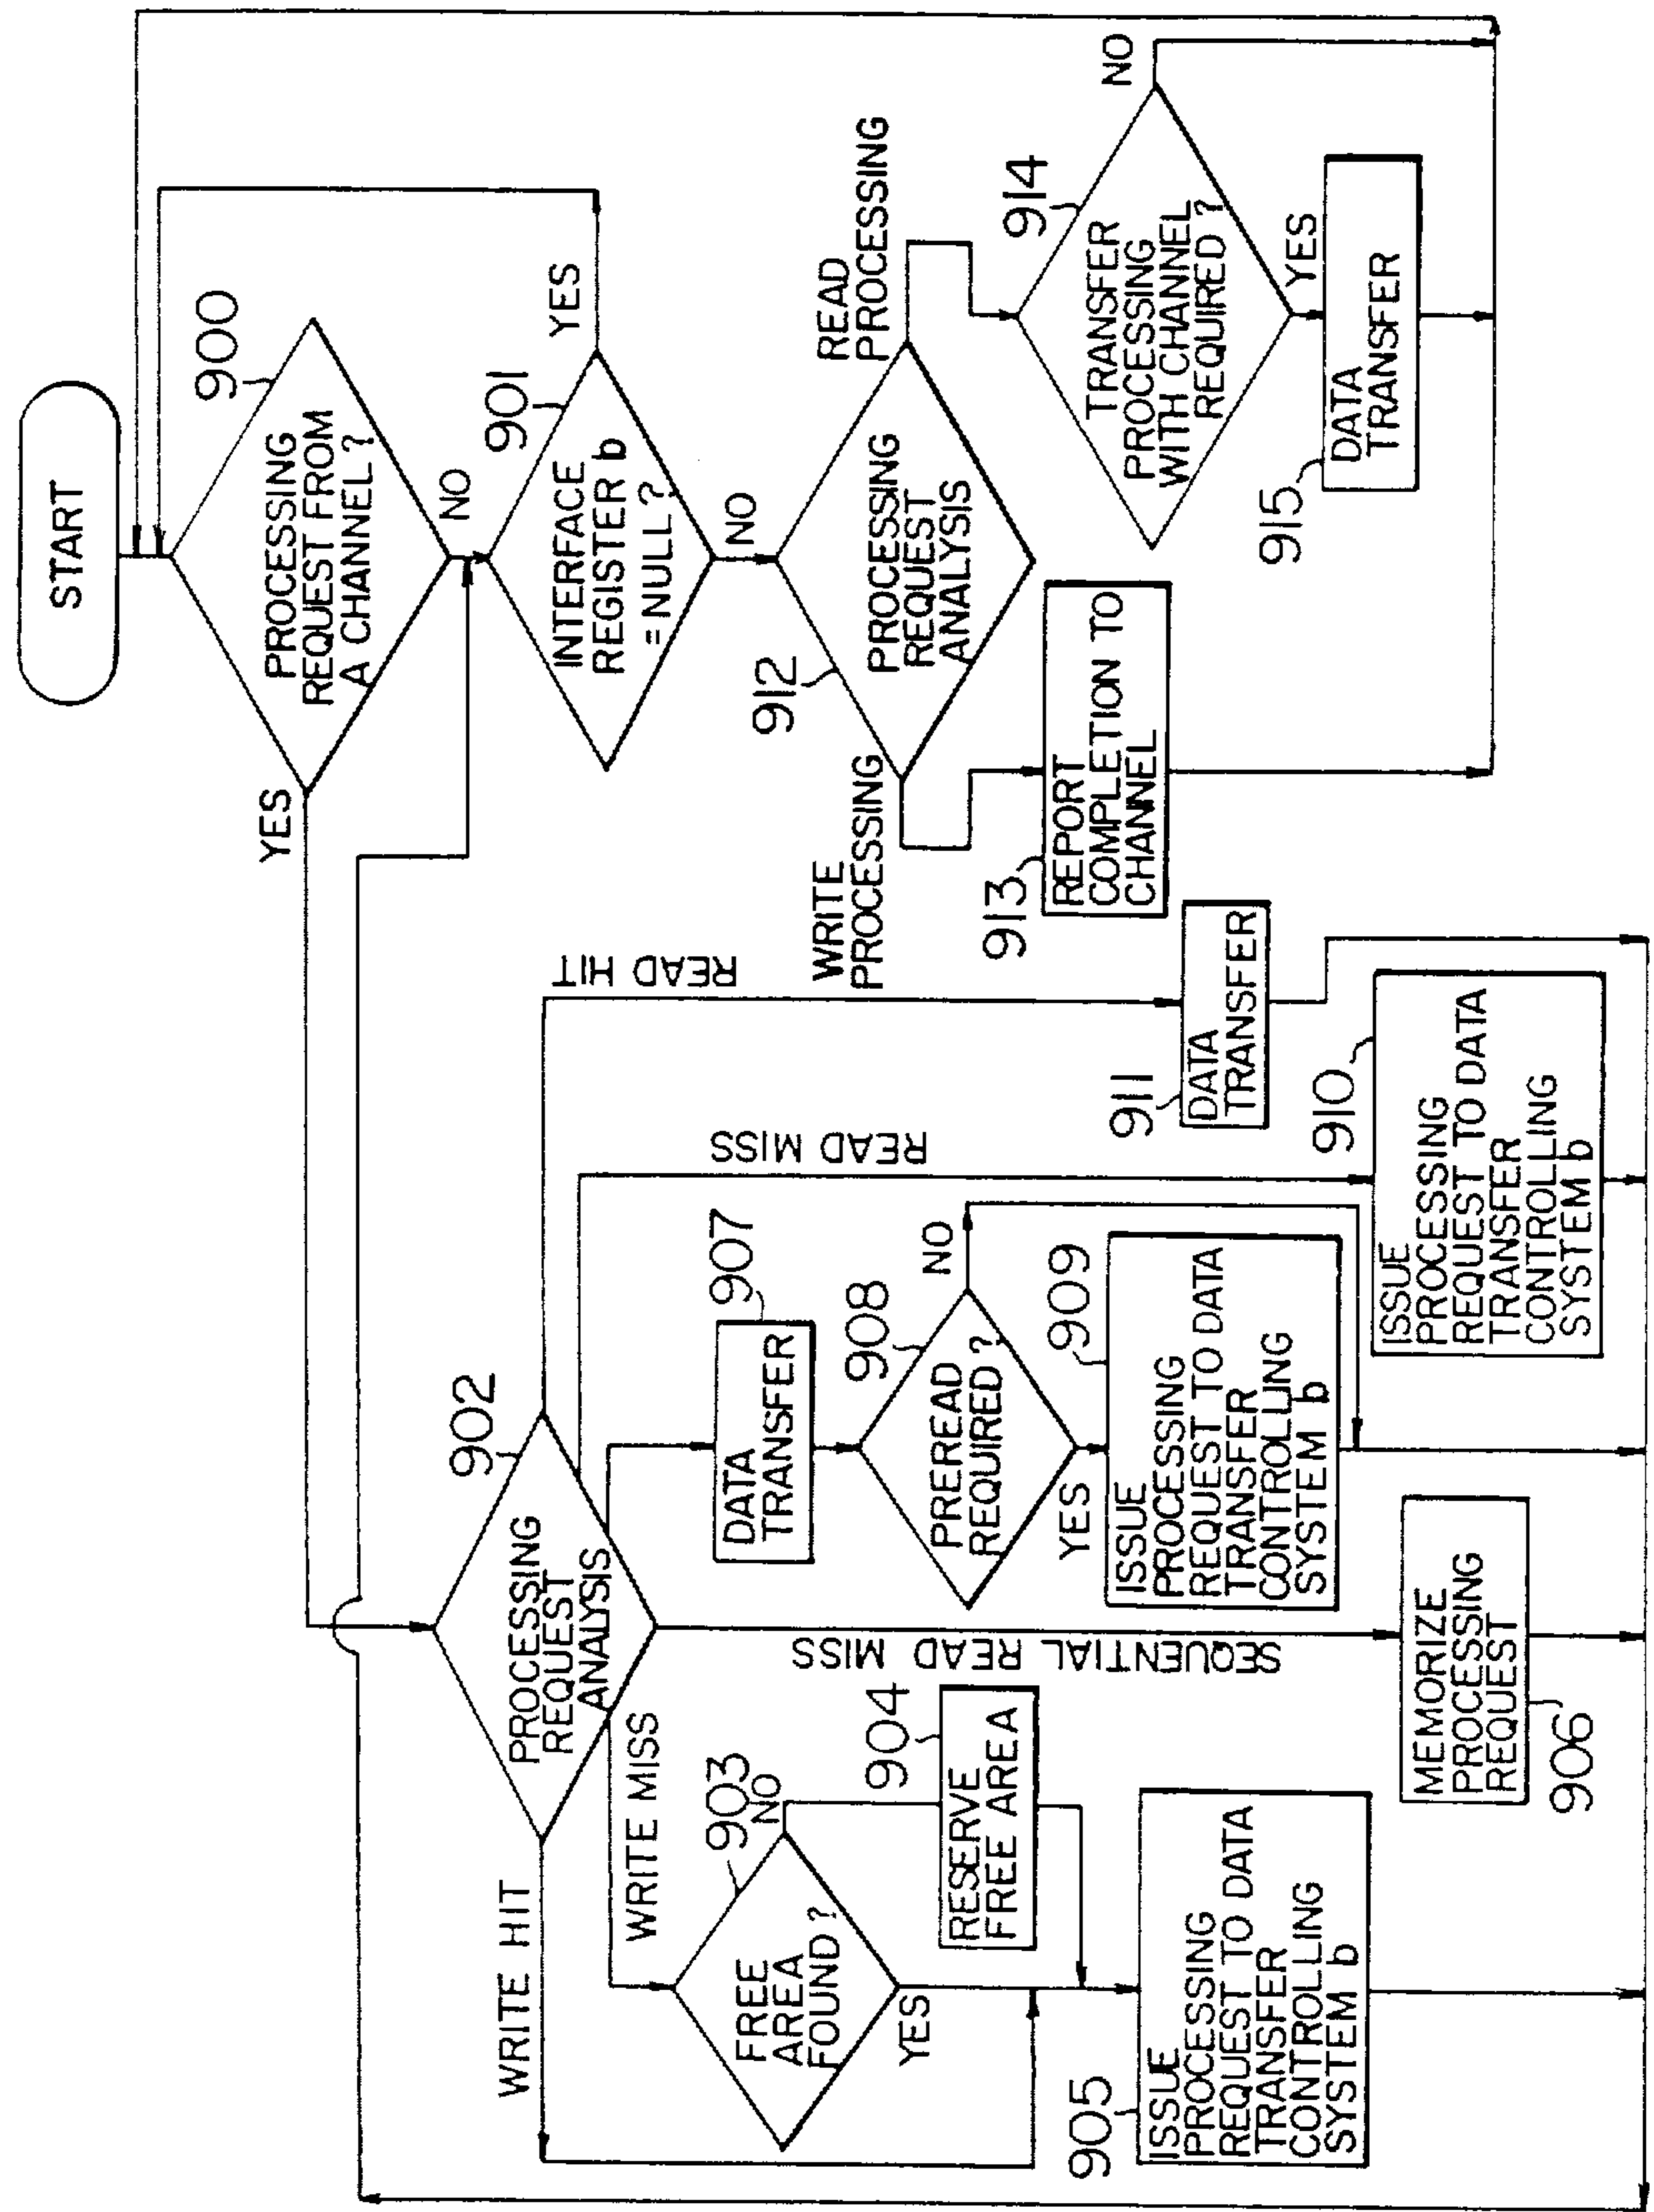 START
PROCESSING
REQUEST FROM
A CHANNEL ?
900
YES
NO
INTERFACE
REGISTER b
= NULL ?
901
YES
NO
PROCESSING
REQUEST
ANALYSIS
912
WRITE
PROCESSING
READ
PROCESSING
REPORT
COMPLETION TO
CHANNEL
913
TRANSFER
PROCESSING
WITH CHANNEL
REQUIRED ?
914
NO
YES
DATA
TRANSFER
915
PROCESSING
REQUEST
ANALYSIS
902
WRITE HIT
WRITE MISS
FREE
AREA
FOUND ?
903
NO
YES
RESERVE
FREE AREA
904
ISSUE
PROCESSING
REQUEST TO DATA
TRANSFER
CONTROLLING
SYSTEM b
905
SEQUENTIAL READ MISS
MEMORIZE
PROCESSING
REQUEST
906
DATA
TRANSFER
907
PREREAD
REQUIRED ?
908
NO
YES
ISSUE
PROCESSING
REQUEST TO DATA
TRANSFER
CONTROLLING
SYSTEM b
909
READ MISS
ISSUE
PROCESSING
REQUEST TO DATA
TRANSFER
CONTROLLING
SYSTEM b
910
READ HIT
DATA
TRANSFER
911